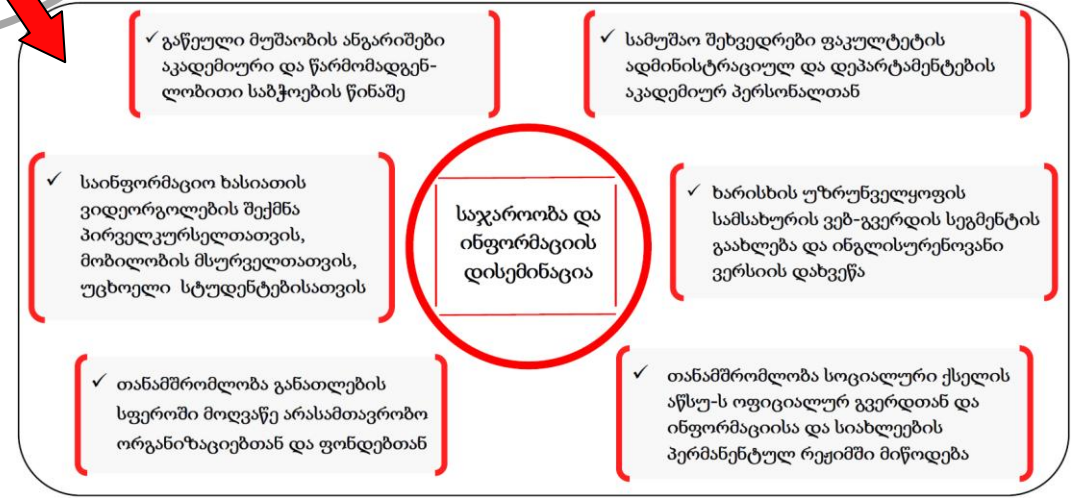 ✓ გაწეული მუშაობის ანგარიშები
აკადემიური და წარმომადგენ-
ლობითი საბჭოების წინაშე
✓ სამუშაო შეხვედრები ფაკულტეტის
ადმინისტრაციულ და დეპარტამენტების
აკადემიურ პერსონალთან
✓ საინფორმაციო ხასიათის
ვიდეორგოლების შექმნა
პირველკურსელთათვის,
მობილობის მსურველთათვის,
უცხოელი სტუდენტებისათვის
საჯაროობა და
ინფორმაციის
დისემინაცია
✓ ხარისხის უზრუნველყოფის
სამსახურის ვებ-გვერდის სეგმენტის
გაახლება და ინგლისურენოვანი
ვერსიის დახვეწა
✓ თანამშრომლობა განათლების
სფეროში მოღვაწე არასამთავრობო
ორგანიზაციებთან და ფონდებთან
✓ თანამშრომლობა სოციალური ქსელის
აწსუ-ს ოფიციალურ გვერდთან და
ინფორმაციისა და სიახლეების
პერმანენტულ რეჟიმში მიწოდება